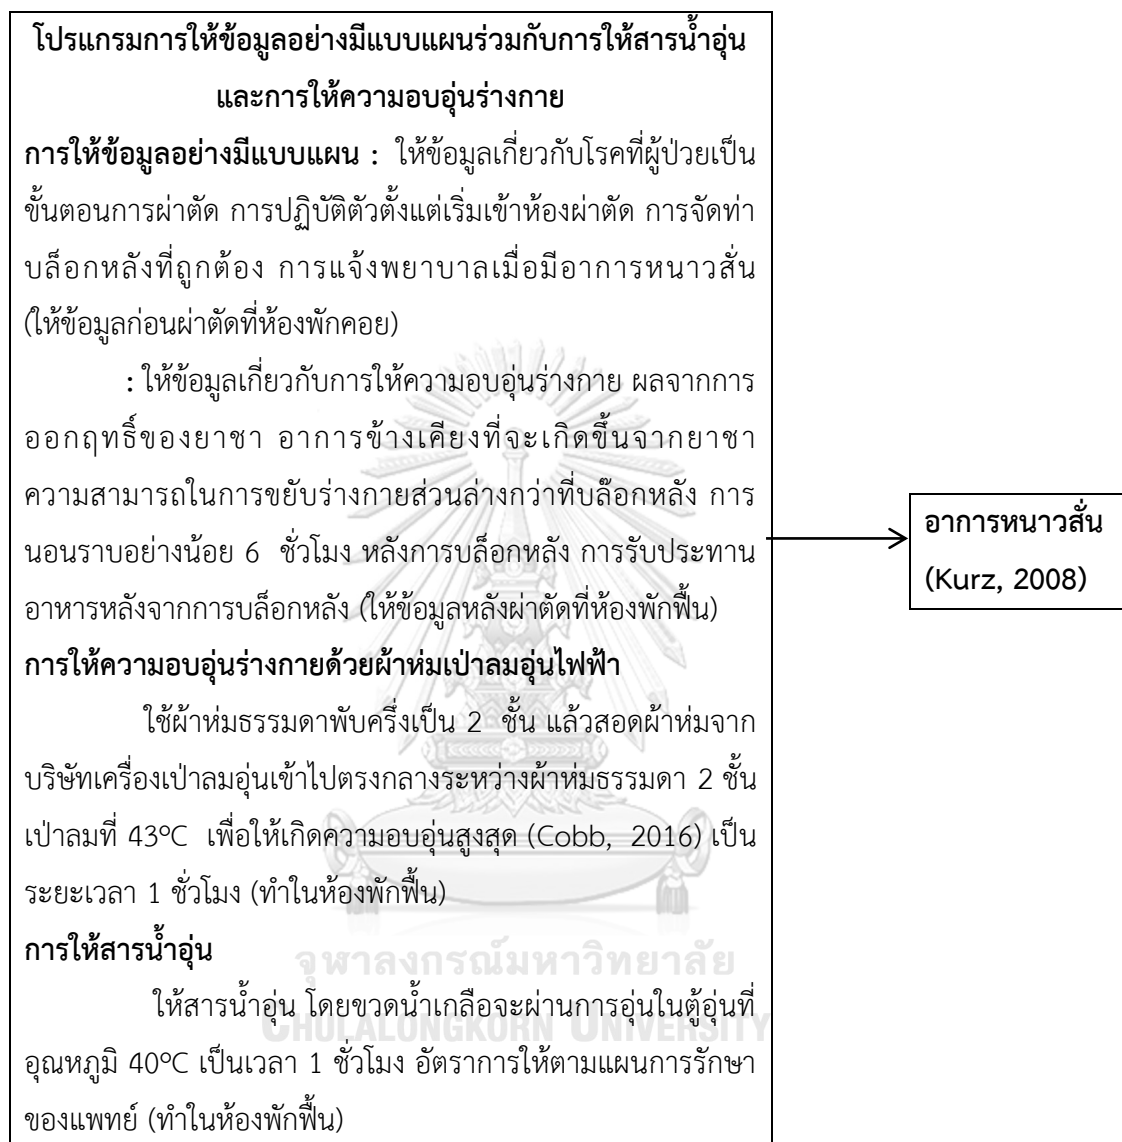 โปรแกรมการให้ข้อมูลอย่างมีแบบแผนร่วมกับการให้สารน้ำอุ่น
และการให้ความอบอุ่นร่างกาย
การให้ข้อมูลอย่างมีแบบแผน : ให้ข้อมูลเกี่ยวกับโรคที่ผู้ป่วยเป็น
ขั้นตอนการผ่าตัด การปฏิบัติตัวตั้งแต่เริ่มเข้าห้องผ่าตัด การจัดท่า
บล็อกหลังที่ถูกต้อง การแจ้งพยาบาลเมื่อมีอาการหนาวสั่น
(ให้ข้อมูลก่อนผ่าตัดที่ห้องพักคอย)
: ให้ข้อมูลเกี่ยวกับการให้ความอบอุ่นร่างกาย ผลจากการ
ออกฤทธิ์ของยาชา อาการข้างเคียงที่จะเกิดขึ้นจากยาชา
ความสามารถในการขยับร่างกายส่วนล่างกว่าที่บล๊อกหลัง การ
นอนราบอย่างน้อย 6 ชั่วโมง หลังการบล็อกหลัง การรับประทาน
อาหารหลังจากการบล็อกหลัง (ให้ข้อมูลหลังผ่าตัดที่ห้องพักฟื้น)
การให้ความอบอุ่นร่างกายด้วยผ้าห่มเป่าลมอุ่นไฟฟ้า
ใช้ผ้าห่มธรรมดาพับครึ่งเป็น 2 ชั้น แล้วสอดผ้าห่มจาก
บริษัทเครื่องเป่าลมอุ่นเข้าไปตรงกลางระหว่างผ้าห่มธรรมดา 2 ชั้น
เป่าลมที่ 43°C เพื่อให้เกิดความอบอุ่นสูงสุด (Cobb, 2016) เป็น
ระยะเวลา 1 ชั่วโมง (ทำในห้องพักฟื้น)
การให้สารน้ำอุ่น
ให้สารน้ำอุ่น โดยขวดน้ำเกลือจะผ่านการอุ่นในตู้อุ่นที่
อุณหภูมิ 40°C เป็นเวลา 1 ชั่วโมง อัตราการให้ตามแผนการรักษา
ของแพทย์ (ทำในห้องพักฟื้น)
อาการหนาวสั่น
(Kurz, 2008)
จุฬาลงกรณ์มหาวิทยาลัย
CHULALONGKORN UNIVERSITY